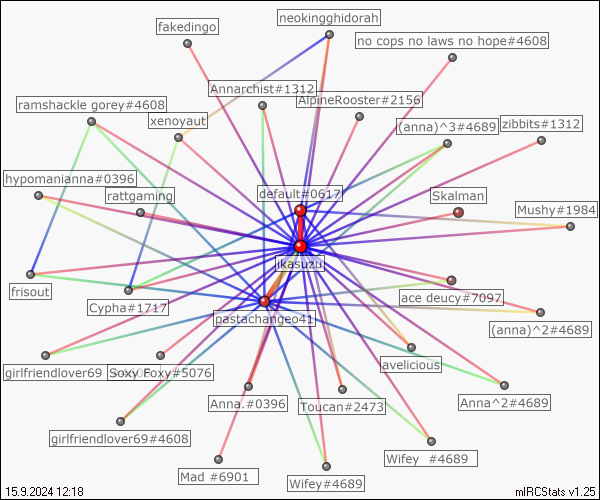 neokingghidorah
fakedingo
no cops no laws no hope#4608
Annarchist#1312
AlpineRooster#2156
ramshackle gorey#4608
xenoyaut
(anna)^3#4689
zibbits#1312
hypomanianna#0396
rattgaming
default#0617
Skalman
Mushy#1984
jkasuzu
frisout
Cypha#1717
ace deucy#7097
pastachangeo41
(anna)^2#4689
girlfriendlover69
Soxy Foxy#5076
avelicious
Anna.#0396
Toucan#2473
Anna^2#4689
girlfriendlover69#4608
Wifey #4689
Mad #6901
Wifey#4689
15.9.2024 12:18
mIRCStats v1.25